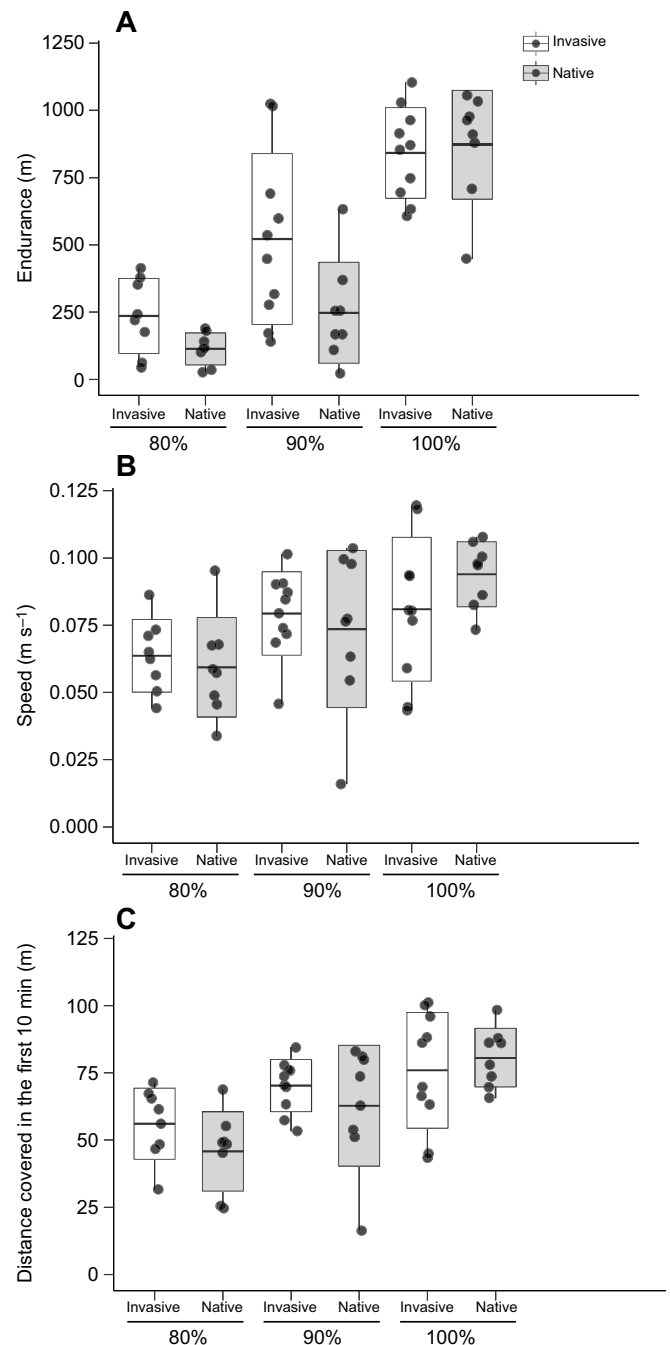 A
1250
1000
750
500
250
0
Endurance (m)
Invasive
Native
Invasive Native Invasive Native Invasive Native
80% 90% 100%
B
0.125
0.100
0.075
0.050
0.025
0.000
Speed (m s–1)
Invasive Native Invasive Native Invasive Native
80% 90% 100%
C
125
100
75
50
25
0
Distance covered in the first 10 min (m)
Invasive Native Invasive Native Invasive Native
80% 90% 100%